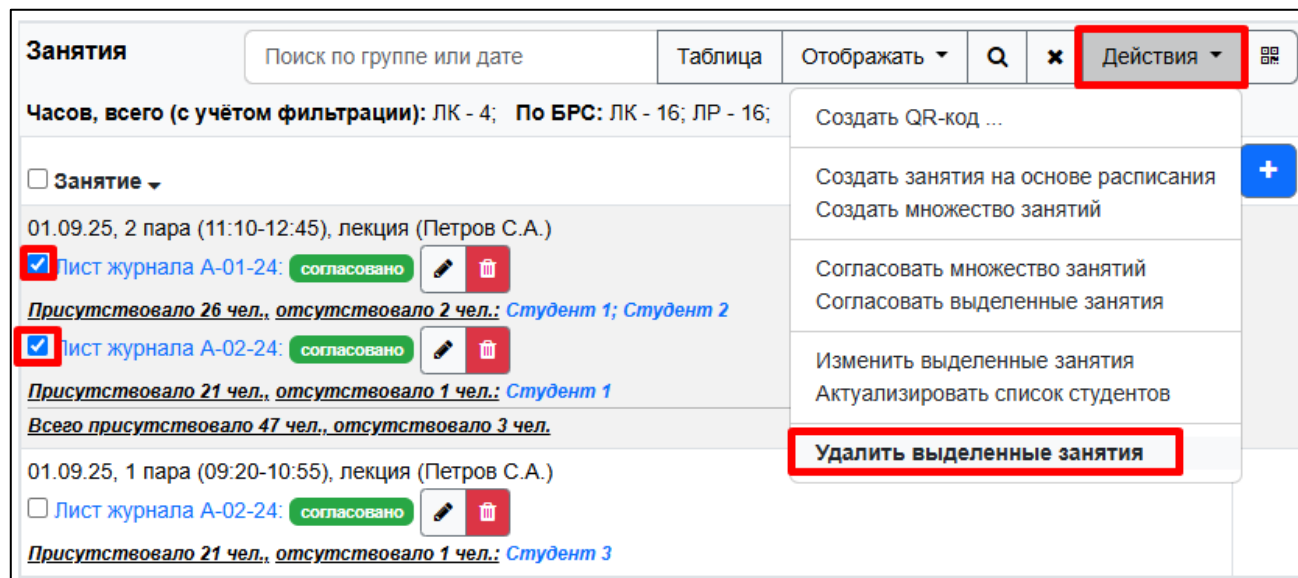 Занятия
Поиск по группе или дате
Таблица
Отображать
Действия
Часов, всего (с учётом фильтрации): ЛК - 4; По БРС: ЛК - 16; ЛР - 16;
Создать QR-код ...
Создать занятия на основе расписания
Создать множество занятий
Согласовать множество занятий
Согласовать выделенные занятия
Изменить выделенные занятия
Актуализировать список студентов
Удалить выделенные занятия
Занятие
01.09.25, 2 пара (11:10-12:45), лекция (Петров С.А.)
Лист журнала А-01-24: согласовано
Присутствовало 26 чел., отсутствовало 2 чел.: Студент 1; Студент 2
Лист журнала А-02-24: согласовано
Присутствовало 21 чел., отсутствовало 1 чел.: Студент 1
Всего присутствовало 47 чел., отсутствовало 3 чел.
01.09.25, 1 пара (09:20-10:55), лекция (Петров С.А.)
Лист журнала А-02-24: согласовано
Присутствовало 21 чел., отсутствовало 1 чел.: Студент 3